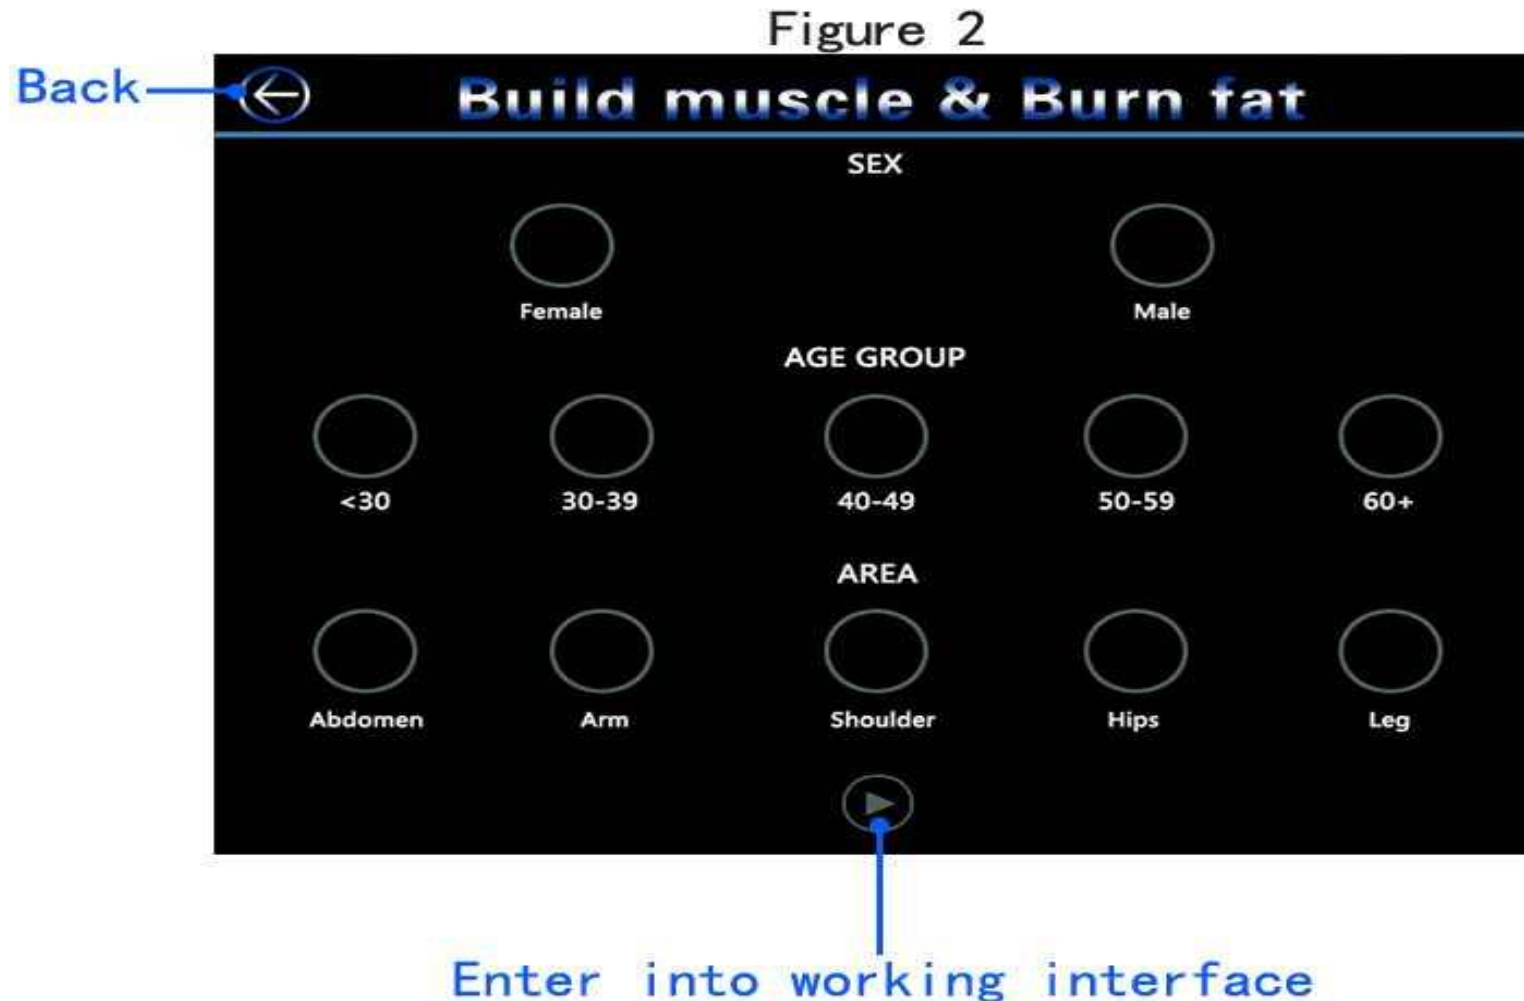 Figure 2
Back
Build muscle & Burn fat
SEX
Female Male
AGE GROUP
<30 30-39 40-49 50-59 60+
AREA
Abdomen Arm Shoulder Hips Leg
Enter into working interface